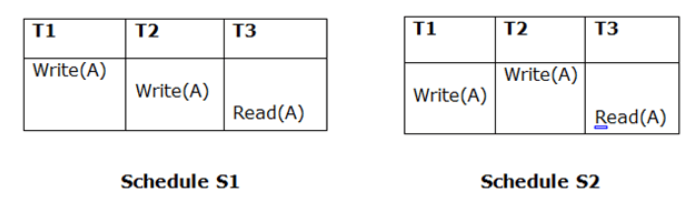 T1 T2 T3
Write(A)
Write(A)
Read(A)
Schedule S1
T1 T2 T3
Write(A)
Write(A)
Read(A)
Schedule S2